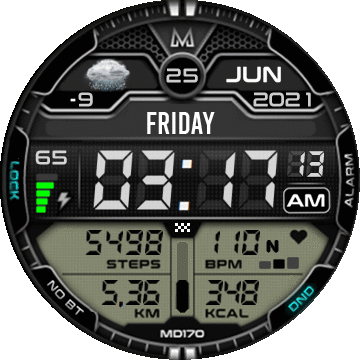 25 JUN
-9 2021
FRIDAY
65 03:17 13
AM
LOCK
ALARM
5498 110 N
STEPS BPM
5,36 348
KM KCAL
NO BT
DND
MD170